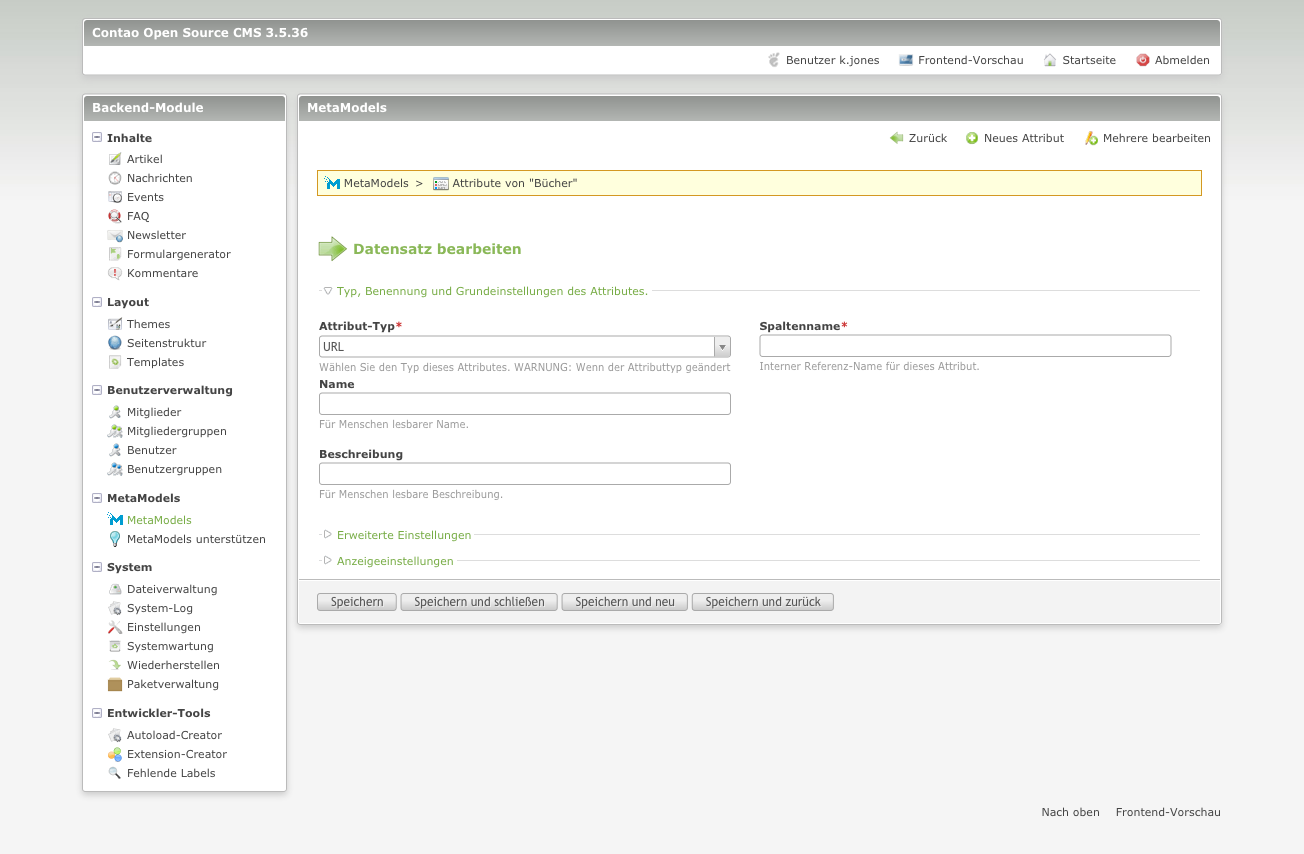 Contao Open Source CMS 3.5.36
Benutzer k.jones Frontend-Vorschau Startseite Abmelden
Backend-Module
Inhalte
Artikel
Nachrichten
Events
FAQ
Newsletter
Formulargenerator
Kommentare
Layout
Themes
Seitenstruktur
Templates
Benutzerverwaltung
Mitglieder
Mitgliedergruppen
Benutzer
Benutzergruppen
MetaModels
MetaModels
MetaModels unterstützen
System
Dateiverwaltung
System-Log
Einstellungen
Systemwartung
Wiederherstellen
Paketverwaltung
Entwickler-Tools
Autoload-Creator
Extension-Creator
Fehlende Labels
MetaModels
Zurück Neues Attribut Mehrere bearbeiten
MetaModels > Attribute von "Bücher"
Datensatz bearbeiten
Typ, Benennung und Grundeinstellungen des Attributes.
Attribut-Typ*
URL
Wählen Sie den Typ dieses Attributes. WARNUNG: Wenn der Attributtyp geändert
Spaltenname*
Interner Referenz-Name für dieses Attribut.
Name
Für Menschen lesbarer Name.
Beschreibung
Für Menschen lesbare Beschreibung.
Erweiterte Einstellungen
Anzeigeeinstellungen
Speichern Speichern und schließen Speichern und neu Speichern und zurück
Nach oben Frontend-Vorschau